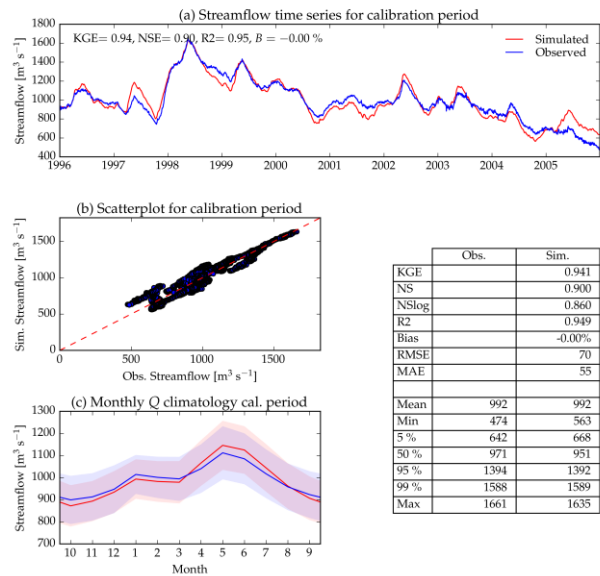 (a) Streamflow time series for calibration period
KGE= 0.94, NSE= 0.90, R2= 0.95, B = −0.00 %
Simulated
Observed
Streamflow [m³ s⁻¹]
1800
1600
1400
1200
1000
800
600
400
1996 1997 1998 1999 2000 2001 2002 2003 2004 2005
(b) Scatterplot for calibration period
Sim. Streamflow [m³ s⁻¹]
1500
1000
500
0
0 500 1000 1500
Obs. Streamflow [m³ s⁻¹]
(c) Monthly Q climatology cal. period
Streamflow [m³ s⁻¹]
1300
1200
1100
1000
900
800
700
10 11 12 1 2 3 4 5 6 7 8 9
Month
Obs. Sim.
KGE 0.941
NS 0.900
NSlog 0.860
R2 0.949
Bias -0.00%
RMSE 70
MAE 55
Mean 992 992
Min 474 563
5 % 642 668
50 % 971 951
95 % 1394 1392
99 % 1588 1589
Max 1661 1635